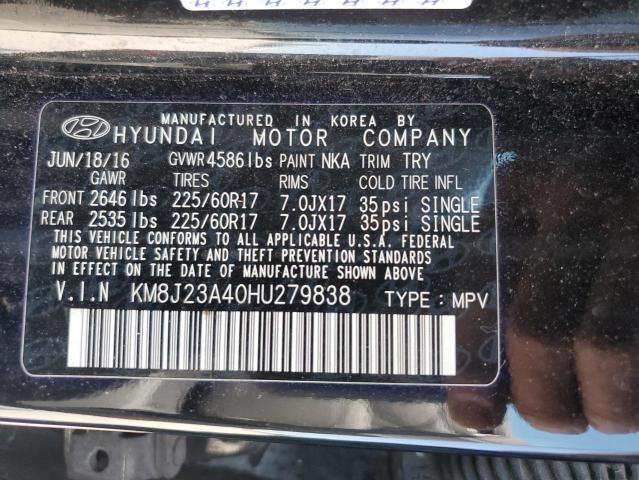 MANUFACTURED IN KOREA BY
HYUNDAI MOTOR COMPANY
JUN/18/16 GVWR 4586lbs PAINT NKA TRIM TRY
GAWR TIRES RIMS COLD TIRE INFL
FRONT 2646 lbs 225/60R17 7.0JX17 35psi SINGLE
REAR 2535 lbs 225/60R17 7.0JX17 35psi SINGLE
THIS VEHICLE CONFORMS TO ALL APPLICABLE U.S.A. FEDERAL
MOTOR VEHICLE SAFETY AND THEFT PREVENTION STANDARDS
IN EFFECT ON THE DATE OF MANUFACTURE SHOWN ABOVE.
V.I.N KM8J23A40HU279838 TYPE : MPV